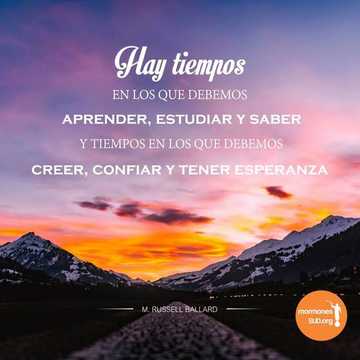 Hay tiempos
EN LOS QUE DEBEMOS
APRENDER, ESTUDIAR Y SABER
Y TIEMPOS EN LOS QUE DEBEMOS
CREER, CONFIAR Y TENER ESPERANZA
M. RUSSELL BALLARD
mormones
SUD.org